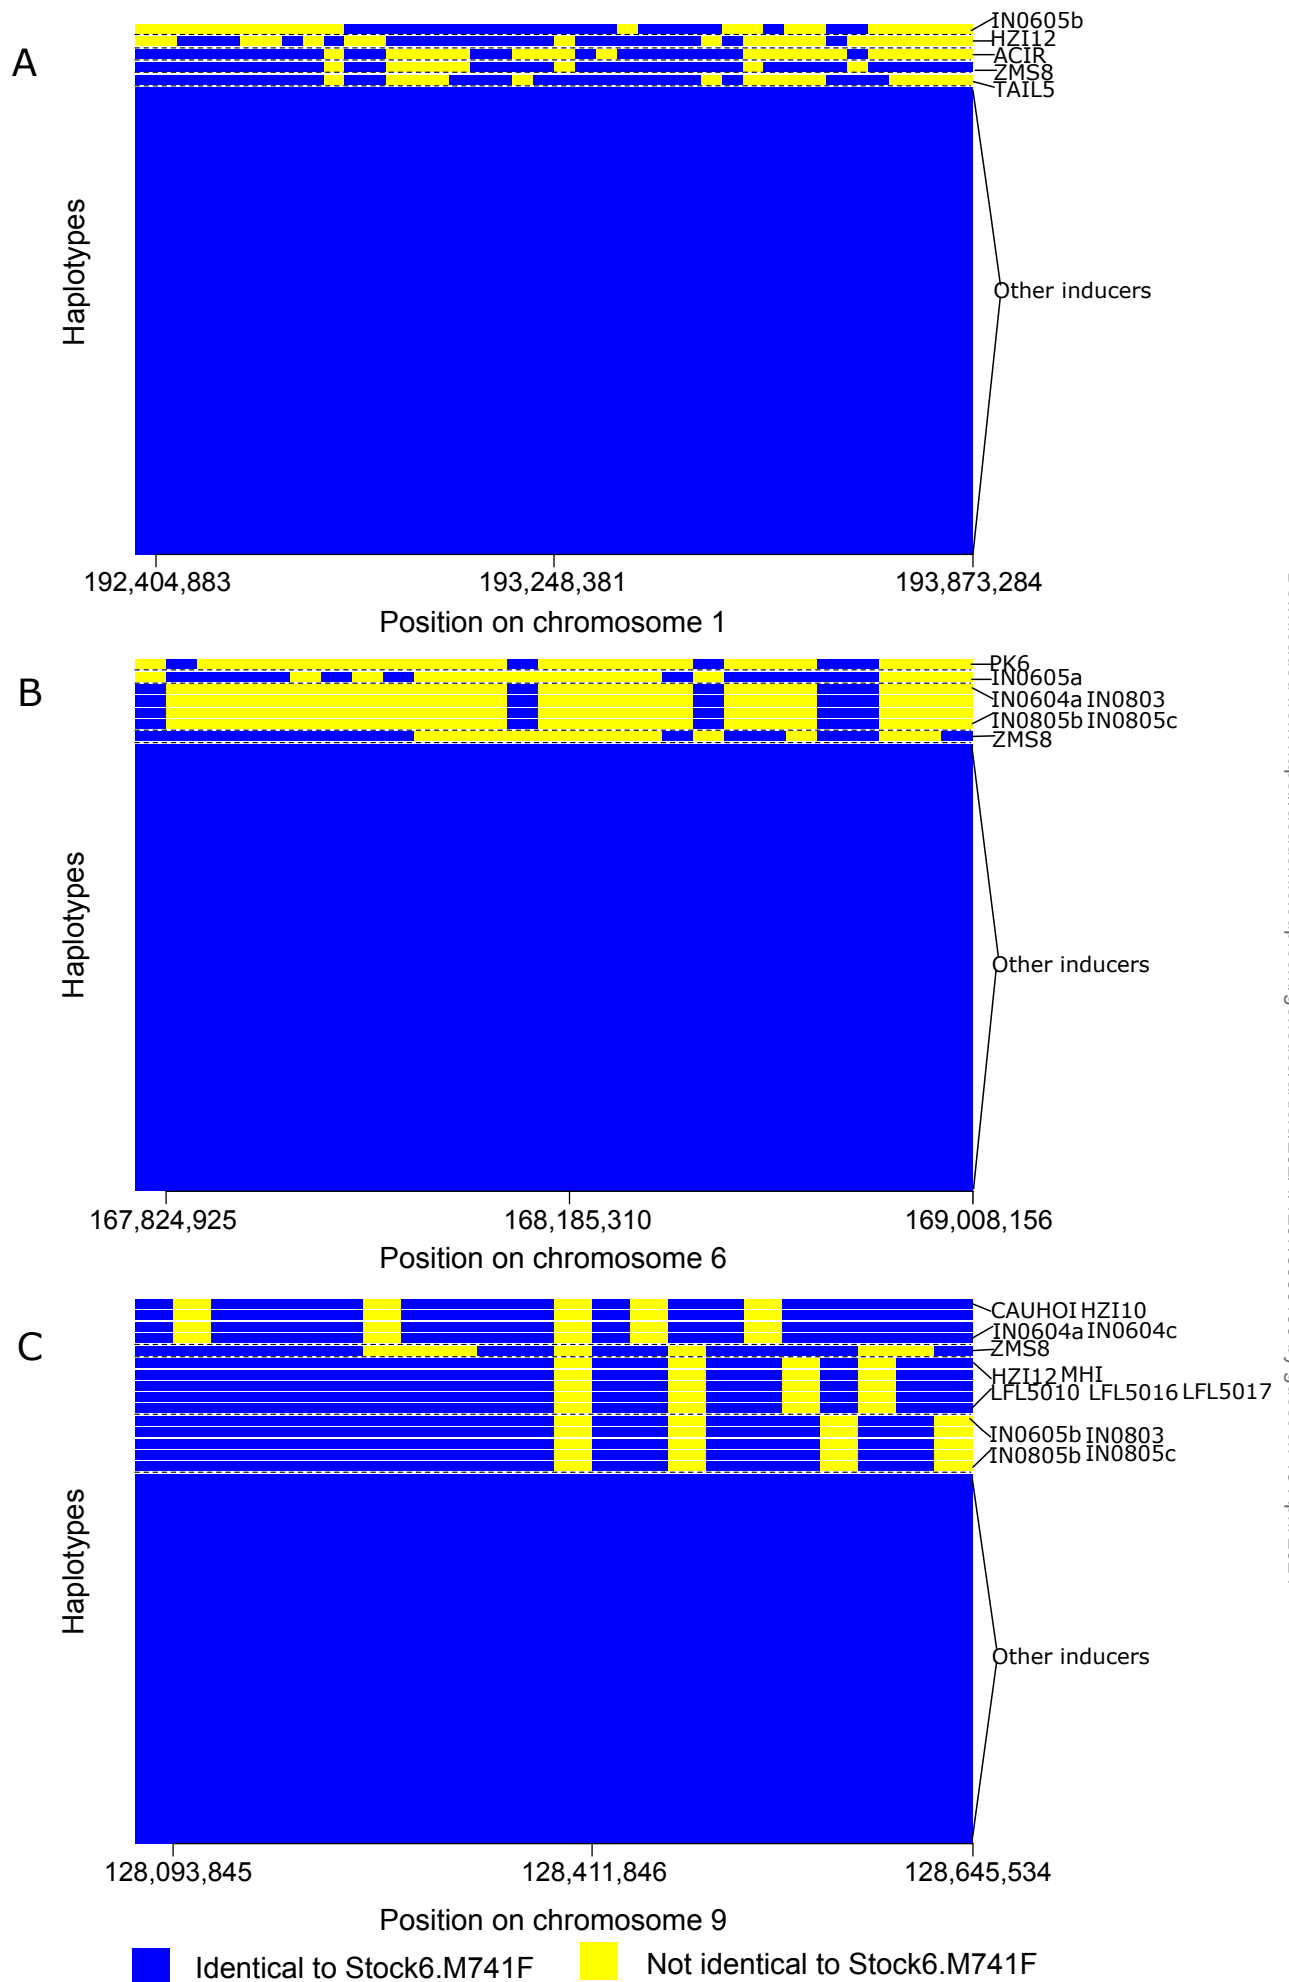 A
IN0605b
HZI12
ACIR
ZMS8
TAIL5
Haplotypes
Other inducers
192,404,883 193,248,381 193,873,284
Position on chromosome 1
B
PK6
IN0605a
IN0604a IN0803
IN0805b IN0805c
ZMS8
Haplotypes
Other inducers
167,824,925 168,185,310 169,008,156
Position on chromosome 6
C
CAUHOI HZI10
IN0604a IN0604c
ZMS8
HZI12 MHI
LFL5010 LFL5016 LFL5017
IN0605b IN0803
IN0805b IN0805c
Haplotypes
Other inducers
128,093,845 128,411,846 128,645,534
Position on chromosome 9
Identical to Stock6.M741F Not identical to Stock6.M741F